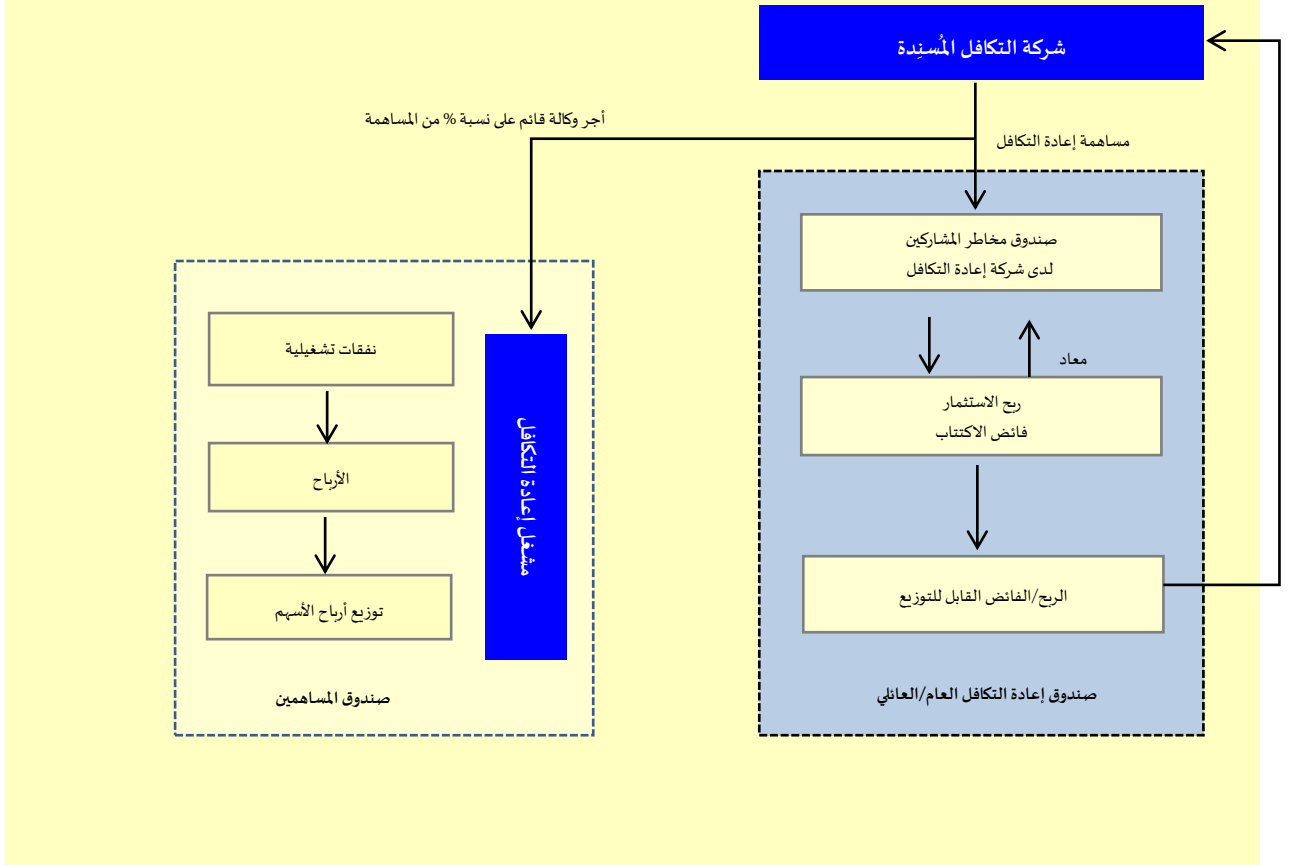 شركة التكافل المُسنِدة
أجر وكالة قائم على نسبة % من المساهمة
مساهمة إعادة التكافل
صندوق مخاطر المشاركين
لدى شركة إعادة التكافل
معاد
ربح الاستثمار
فائض الاكتتاب
الربح/الفائض القابل للتوزيع
صندوق إعادة التكافل العام/العائلي
مشغل إعادة التكافل
نفقات تشغيلية
الأرباح
توزيع أرباح الأسهم
صندوق المساهمين